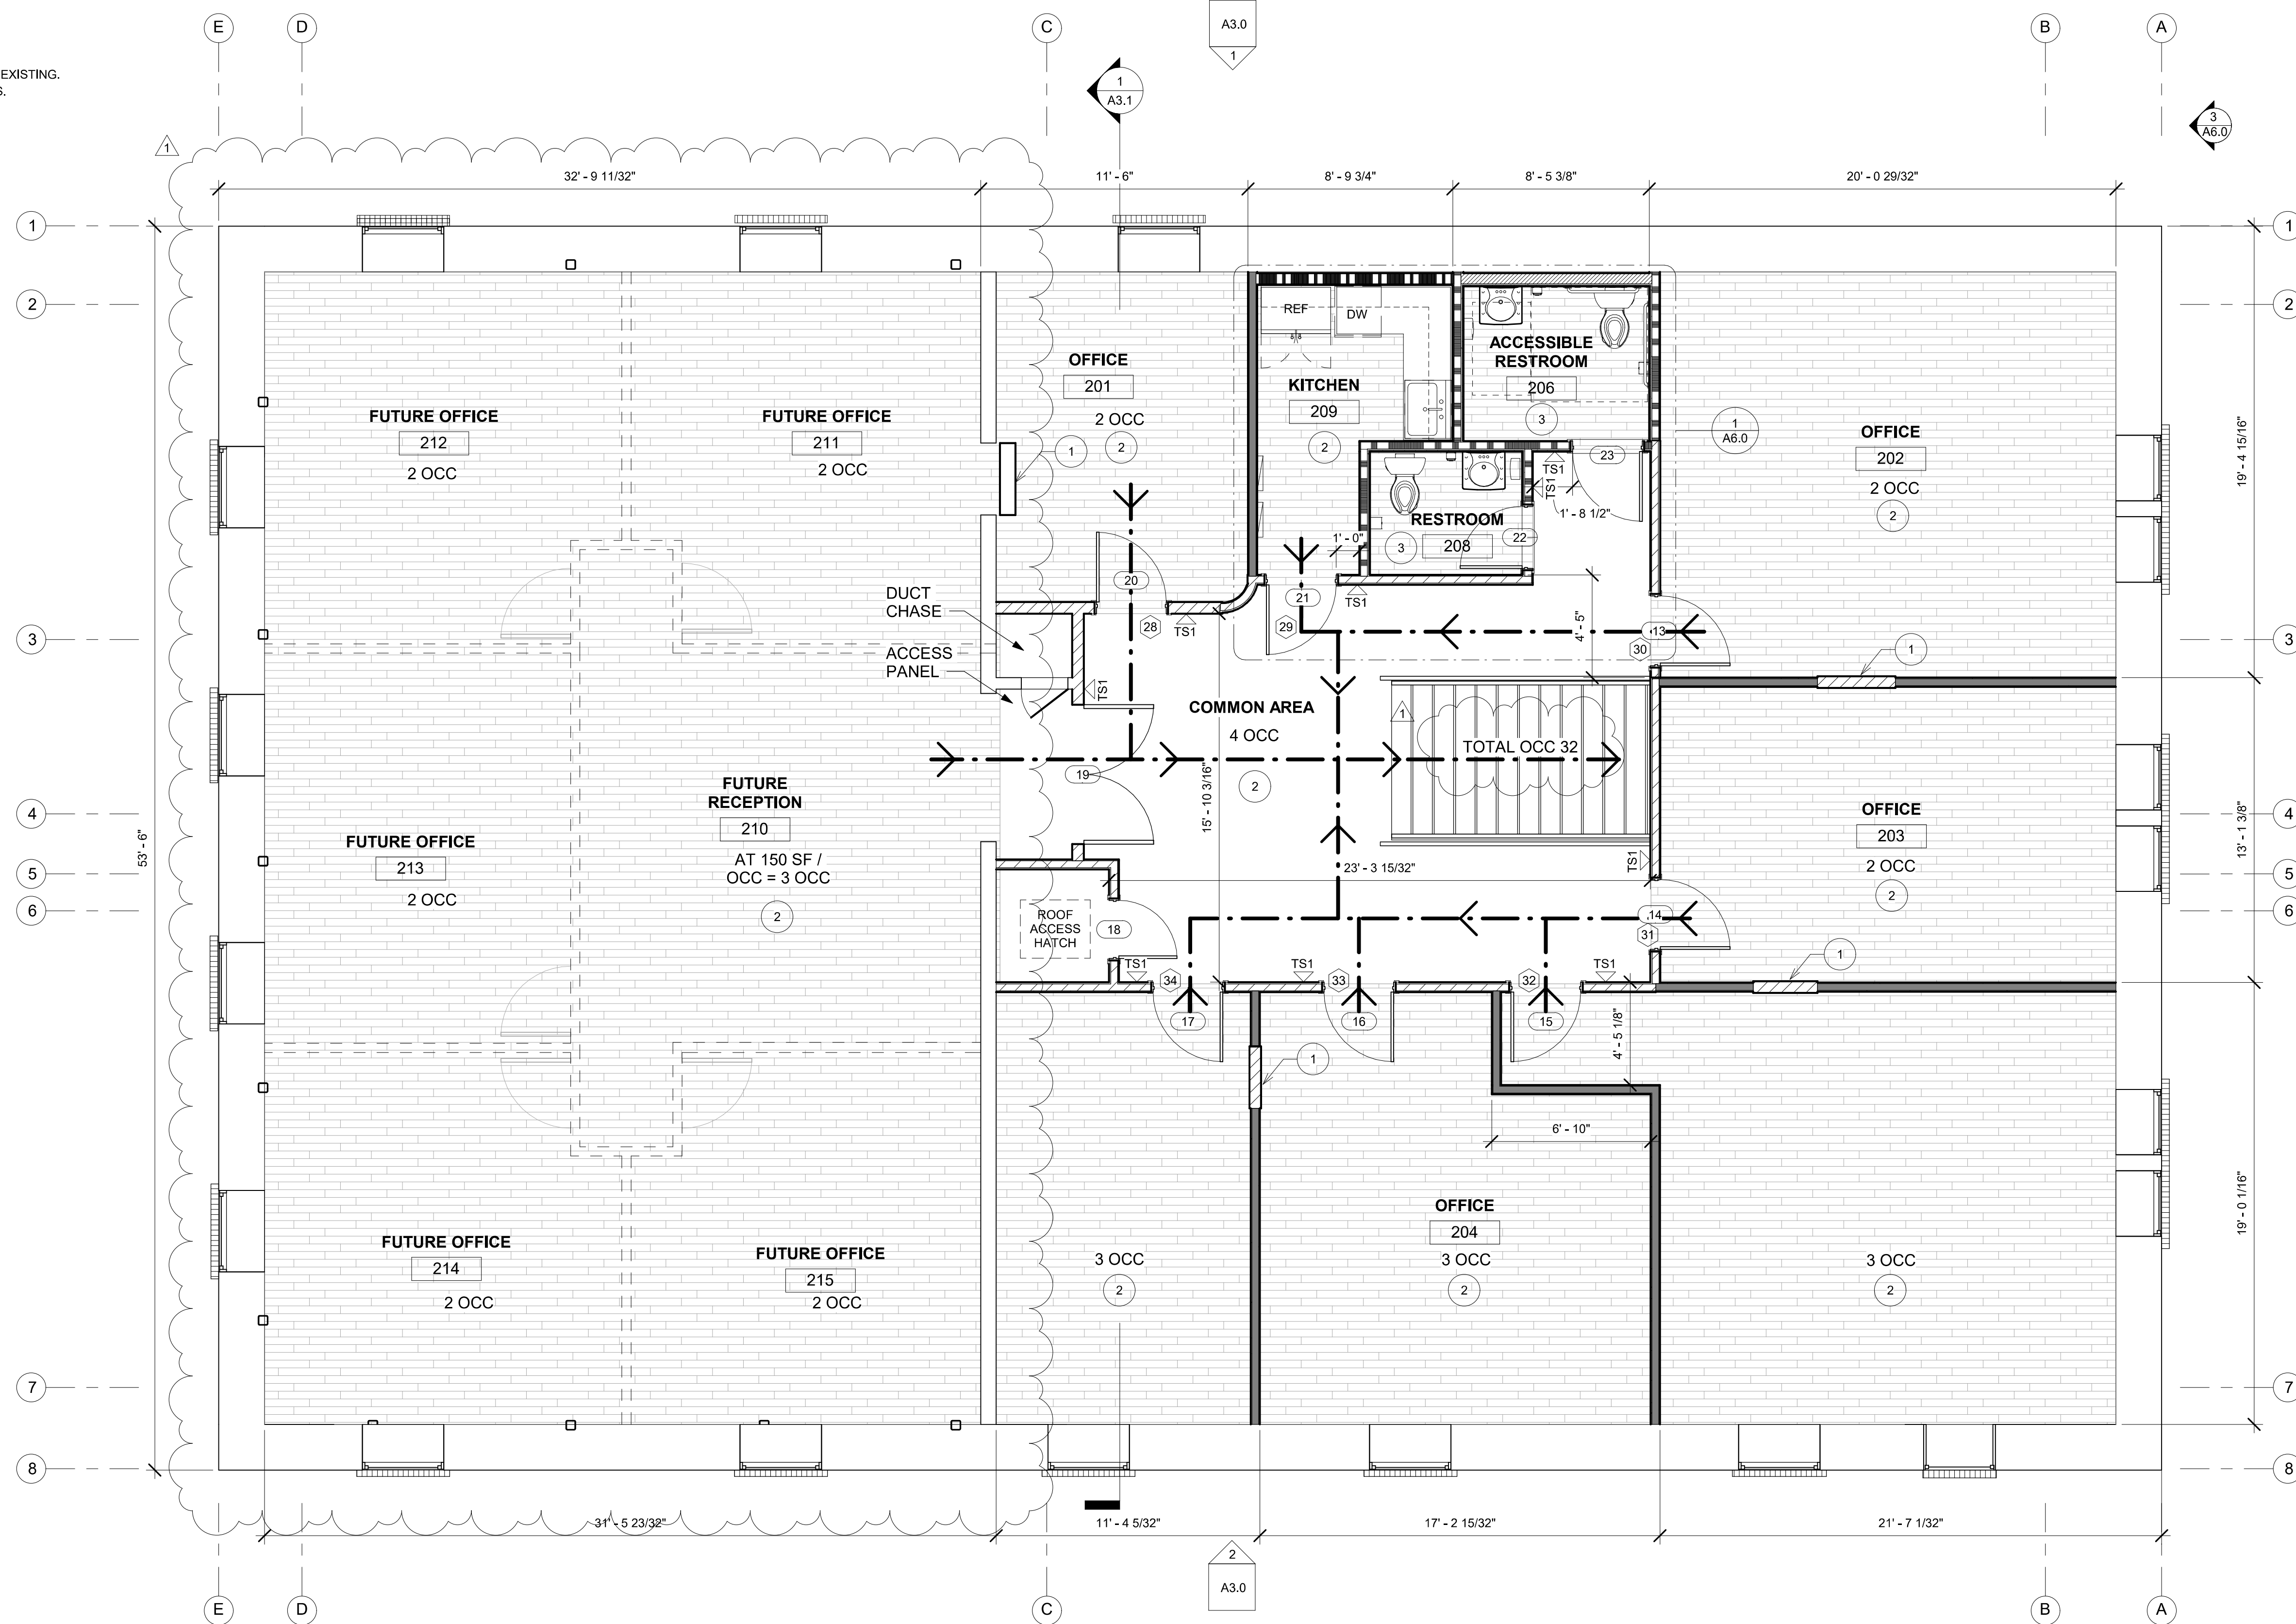 E
D
C
A3.0
1
B
A
EXISTING.
S.
1
A3.1
3
A6.0
1
32' - 9 11/32"
11' - 6"
8' - 9 3/4"
8' - 5 3/8"
20' - 0 29/32"
1
1
2
2
REF
DW
ACCESSIBLE
RESTROOM
206
3
OFFICE
201
2 OCC
2
KITCHEN
209
2
FUTURE OFFICE
212
2 OCC
FUTURE OFFICE
211
2 OCC
1
1
A6.0
OFFICE
202
2 OCC
2
19' - 4 15/16"
23
TS1
TS1
1' - 8 1/2"
RESTROOM
3
208
22
1' - 0"
20
21
TS1
DUCT
CHASE
28
TS1
29
4' - 5"
13
30
1
3
3
ACCESS
PANEL
TS1
COMMON AREA
4 OCC
2
1
TOTAL OCC 32
19
15' - 10 3/16"
FUTURE
RECEPTION
210
AT 150 SF /
OCC = 3 OCC
2
FUTURE OFFICE
213
2 OCC
4
4
53' - 6"
OFFICE
203
2 OCC
2
13' - 1 3/8"
TS1
23' - 3 15/32"
5
5
6
6
ROOF
ACCESS
HATCH
18
14
31
1
TS1
34
TS1
33
32
TS1
17
16
15
4' - 5 1/8"
1
6' - 10"
19' - 0 1/16"
FUTURE OFFICE
214
2 OCC
FUTURE OFFICE
215
2 OCC
3 OCC
2
OFFICE
204
3 OCC
2
3 OCC
2
7
7
8
8
31' - 5 23/32"
11' - 4 5/32"
17' - 2 15/32"
21' - 7 1/32"
2
A3.0
E
D
C
B
A